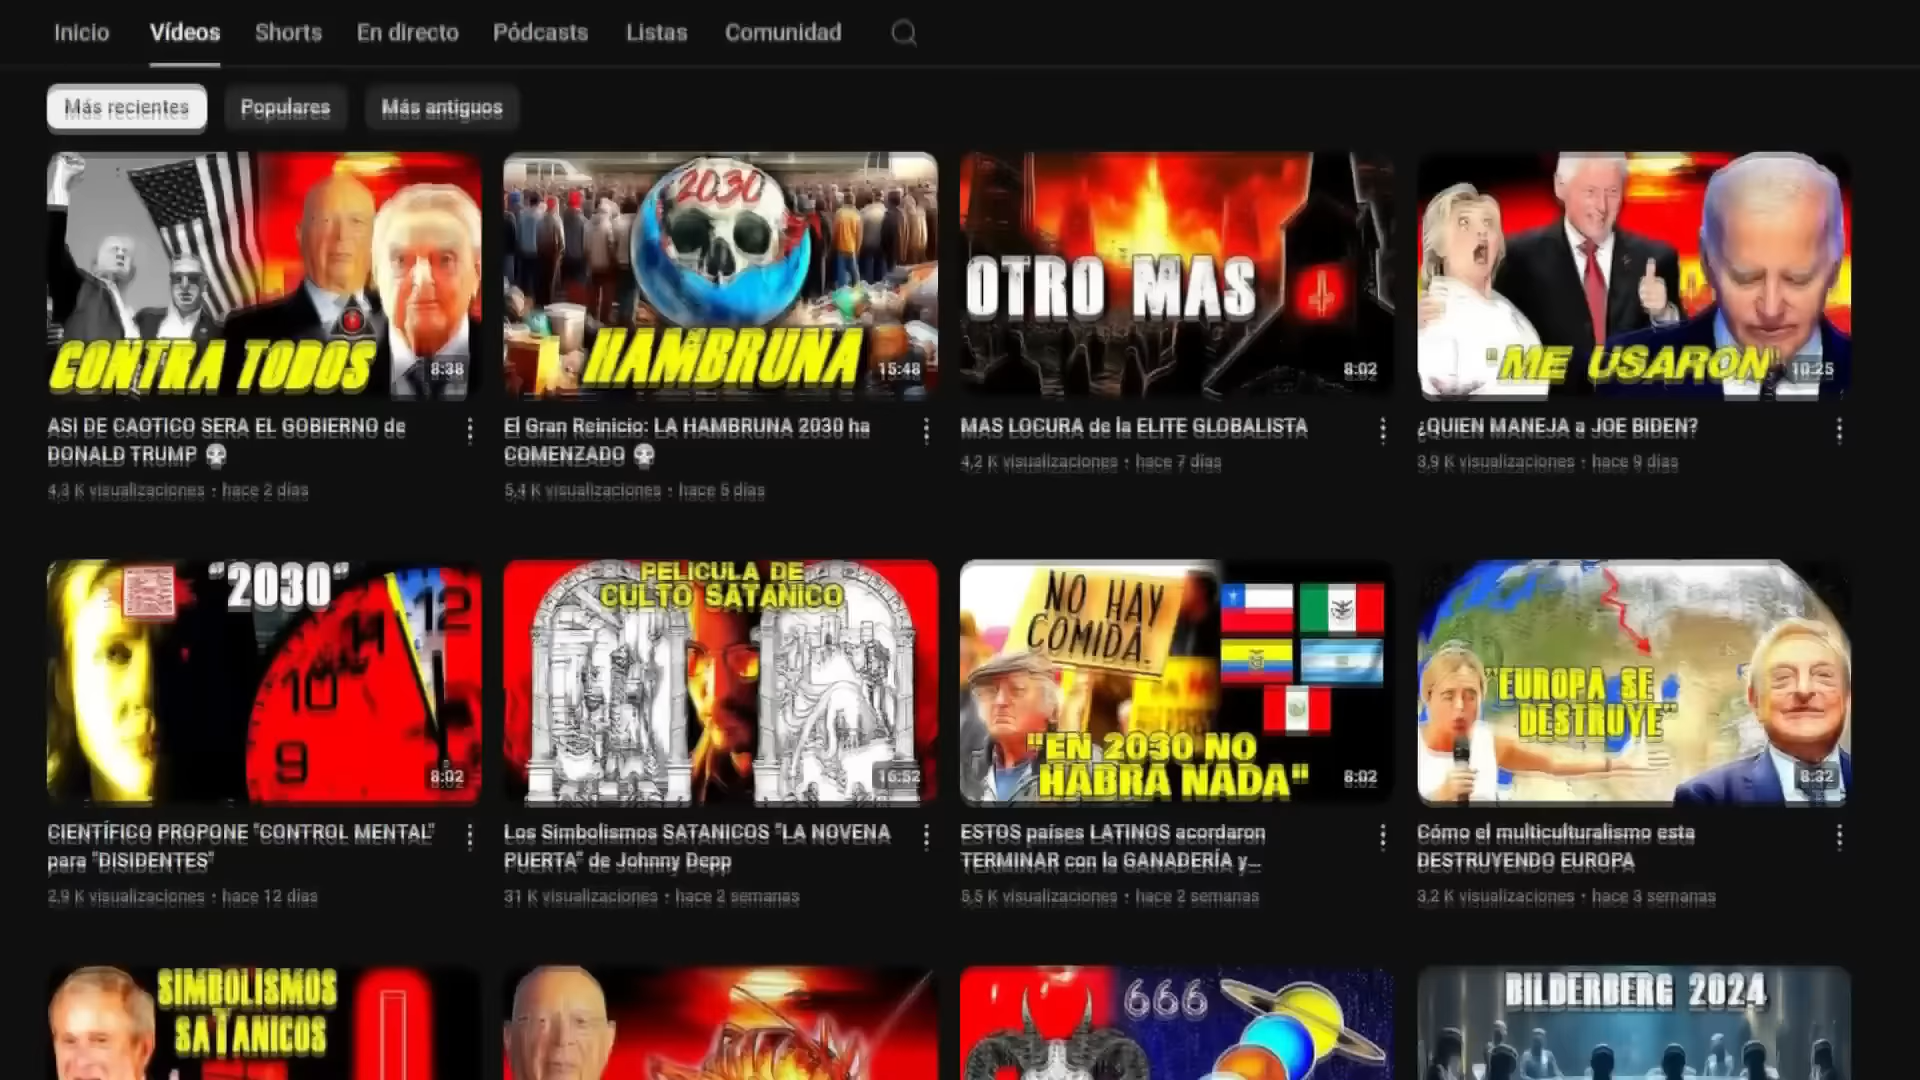 Inicio Vídeos Shorts En directo Pódcasts Listas Comunidad
Más recientes Populares Más antiguos
CONTRA TODOS
8:38
2030
HAMBRUNA
15:48
OTRO MAS
8:02
"ME USARON"
10:25
ASI DE CAOTICO SERA EL GOBIERNO de
DONALD TRUMP
4,3 K visualizaciones · hace 2 días
El Gran Reinicio: LA HAMBRUNA 2030 ha
COMENZADO
5,4 K visualizaciones · hace 5 días
MAS LOCURA de la ELITE GLOBALISTA
4,2 K visualizaciones · hace 7 días
¿QUIEN MANEJA a JOE BIDEN?
3,9 K visualizaciones · hace 9 días
"2030"
12
11
10
9
8:02
PELICULA DE
CULTO SATANICO
16:52
NO HAY
COMIDA.
"EN 2030 NO
HABRA NADA"
8:02
"EUROPA SE
DESTRUYE"
8:32
CIENTÍFICO PROPONE "CONTROL MENTAL"
para "DISIDENTES"
2,9 K visualizaciones · hace 12 días
Los Simbolismos SATANICOS "LA NOVENA
PUERTA" de Johnny Depp
31 K visualizaciones · hace 2 semanas
ESTOS países LATINOS acordaron
TERMINAR con la GANADERÍA y...
5,5 K visualizaciones · hace 2 semanas
Cómo el multiculturalismo esta
DESTRUYENDO EUROPA
3,2 K visualizaciones · hace 3 semanas
SIMBOLISMOS
SATANICOS
666
BILDERBERG 2024